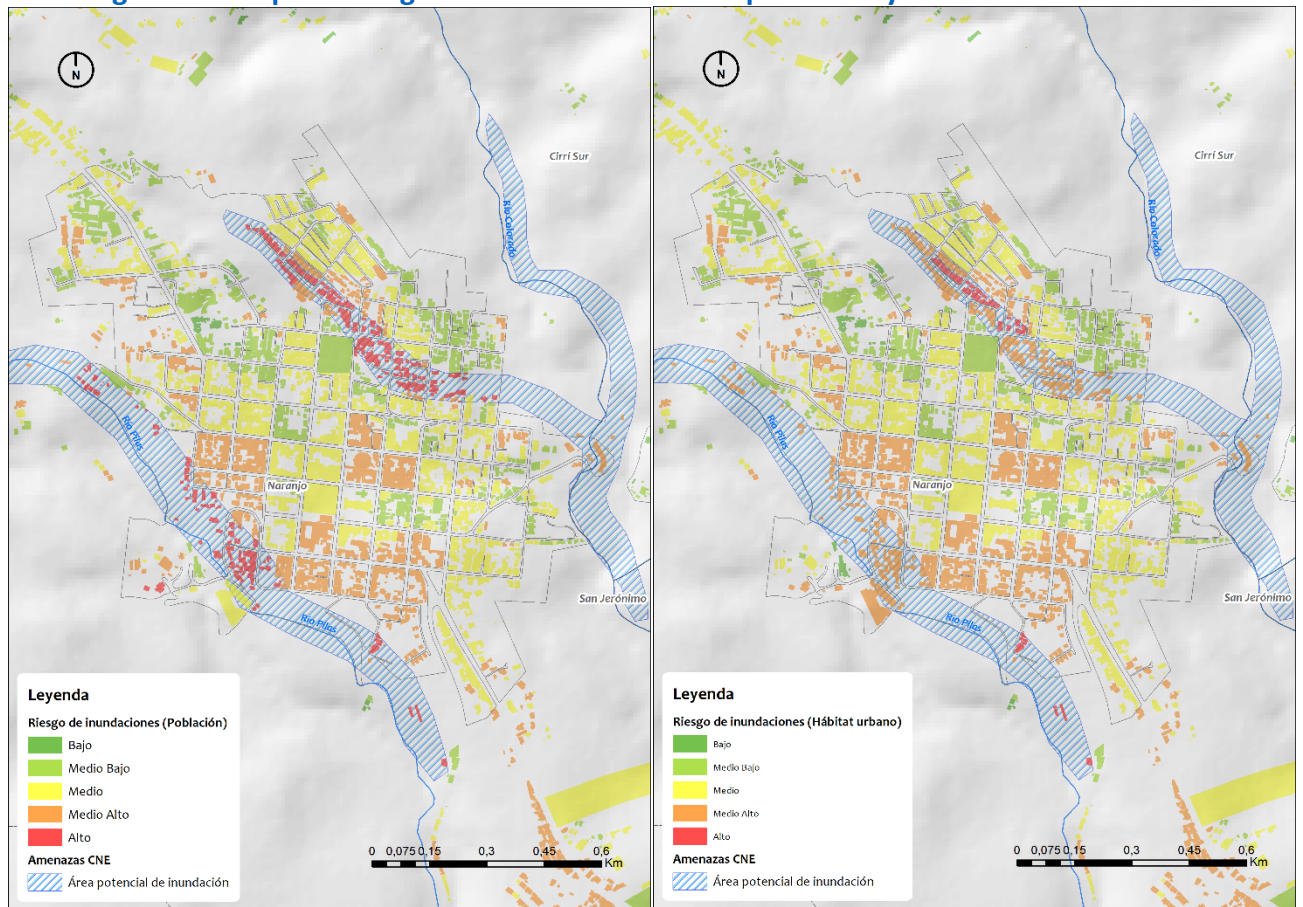 N
Cirrí Sur
Río Colorado
Río Pilas
Naranjo
San Jerónimo
Río Pilas
Leyenda
Riesgo de inundaciones (Población)
Bajo
Medio Bajo
Medio
Medio Alto
Alto
Amenazas CNE
Área potencial de inundación
0 0,075 0,15 0,3 0,45 0,6
Km
N
Cirrí Sur
Río Colorado
Río Pilas
Naranjo
San Jerónimo
Río Pilas
Leyenda
Riesgo de inundaciones (Hábitat urbano)
Bajo
Medio Bajo
Medio
Medio Alto
Alto
Amenazas CNE
Área potencial de inundación
0 0,075 0,15 0,3 0,45 0,6
Km